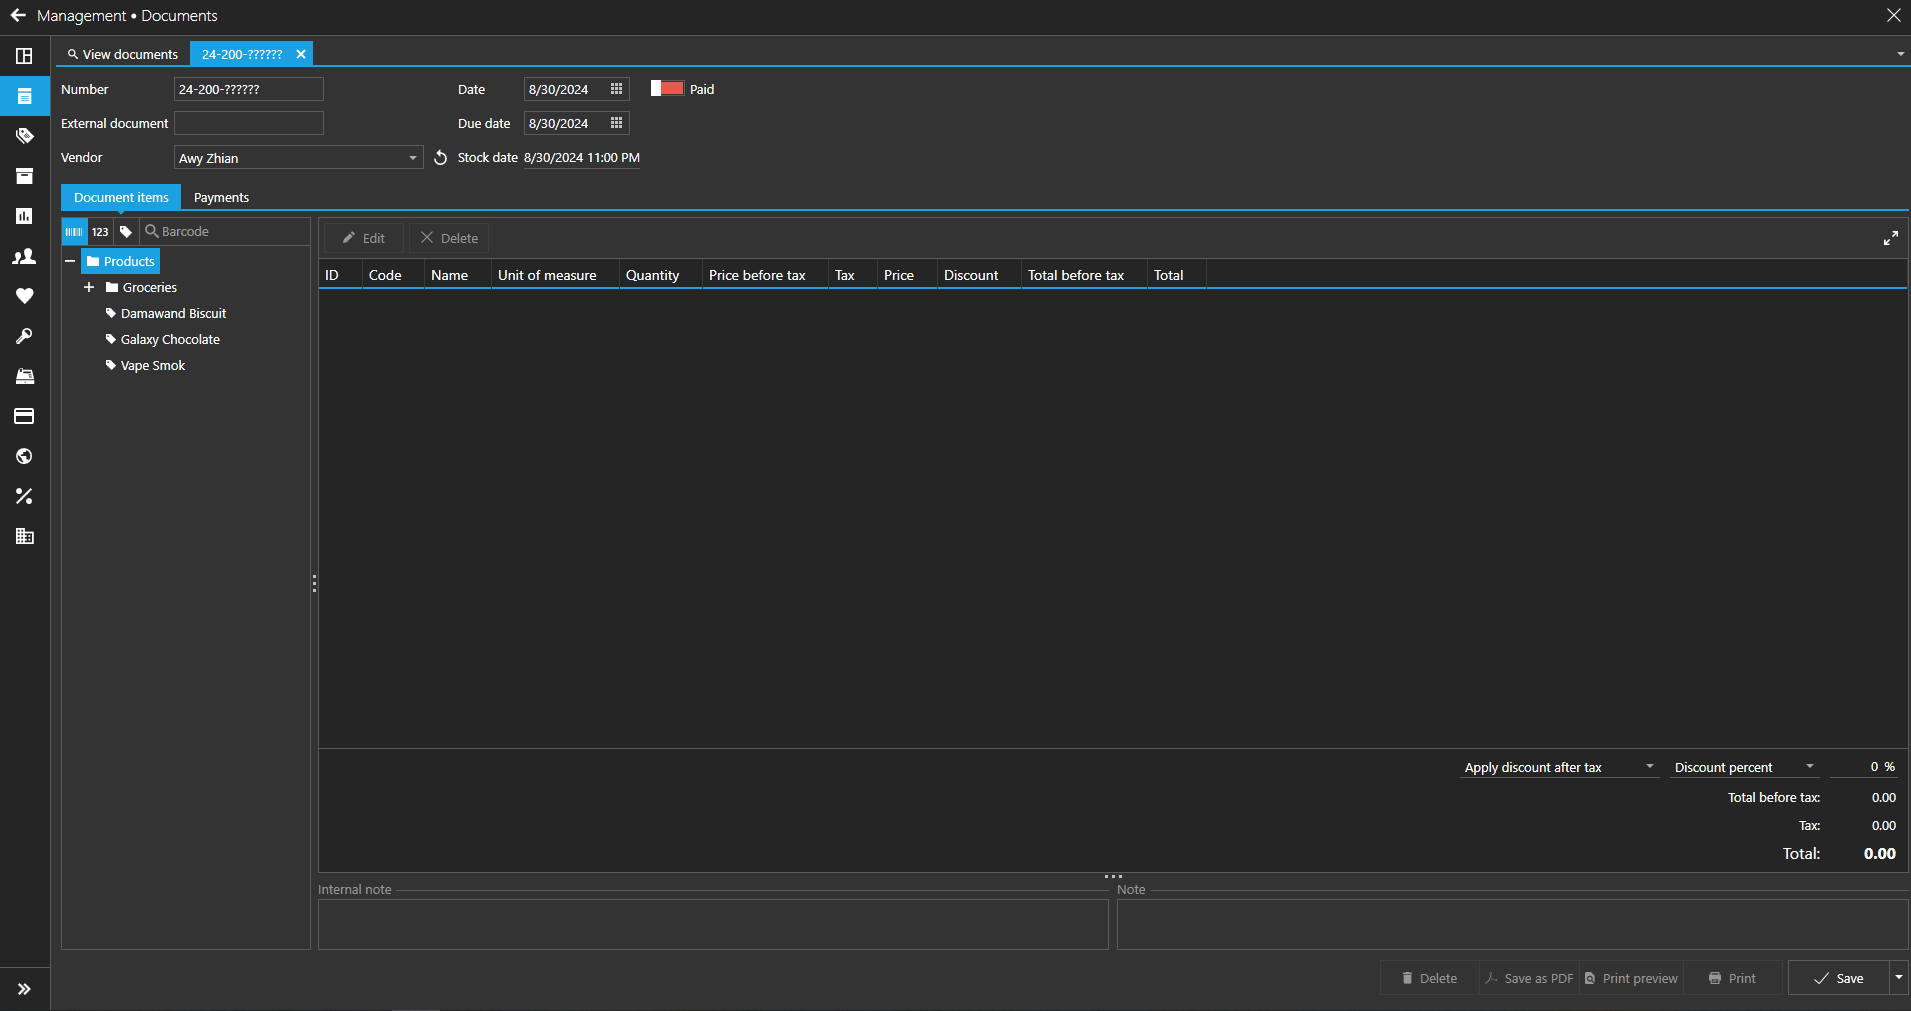 Management • Documents
View documents
24-200-??????
Number 24-200-?????? Date 8/30/2024 Paid
External document Due date 8/30/2024
Vendor Awy Zhian Stock date 8/30/2024 11:00 PM
Document items Payments
123 Barcode Edit Delete
Products
Groceries
Damawand Biscuit
Galaxy Chocolate
Vape Smok
ID Code Name Unit of measure Quantity Price before tax Tax Price Discount Total before tax Total
Apply discount after tax Discount percent 0 %
Total before tax: 0.00
Tax: 0.00
Total: 0.00
Internal note Note
Delete Save as PDF Print preview Print Save